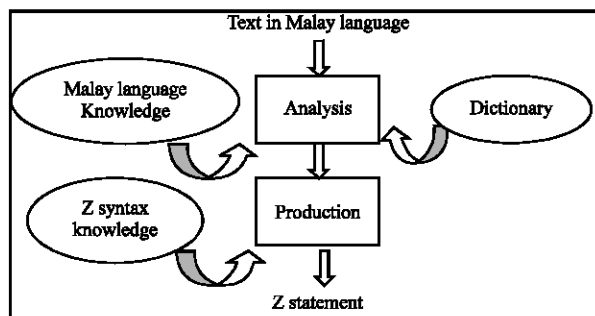 Text in Malay language
Malay language
Knowledge
Analysis
Dictionary
Z syntax
knowledge
Production
Z statement